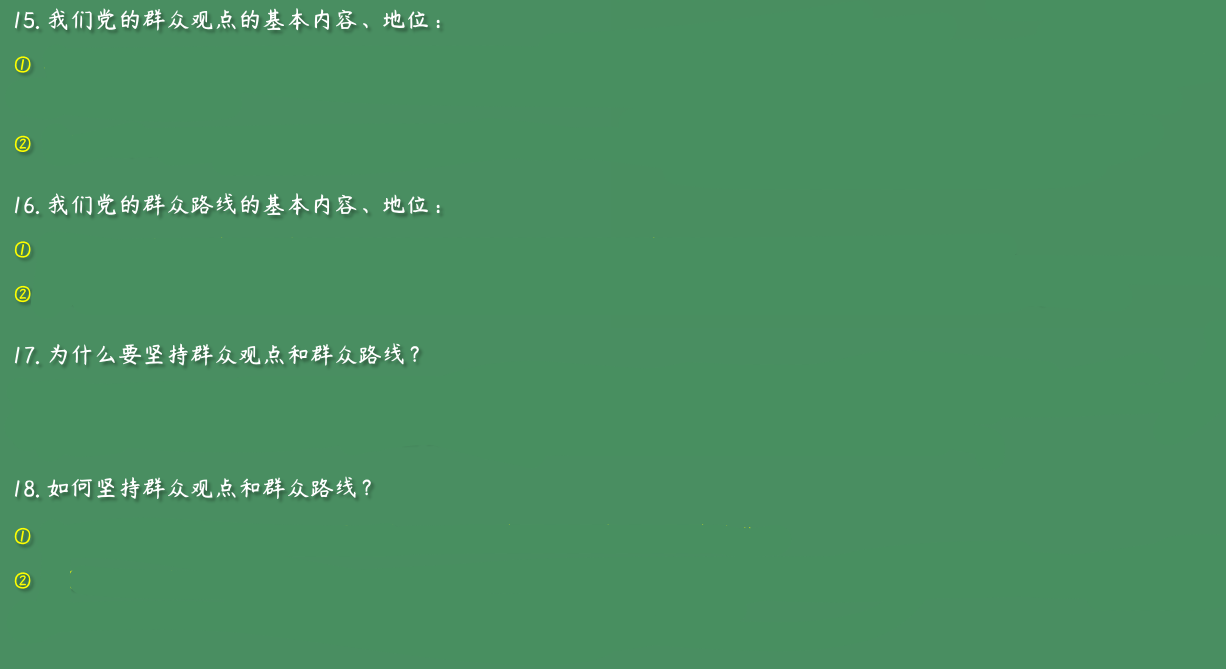 15. 我们党的群众观点的基本内容、地位：
①
②
16. 我们党的群众路线的基本内容、地位：
①
②
17. 为什么要坚持群众观点和群众路线？
18. 如何坚持群众观点和群众路线？
①
②